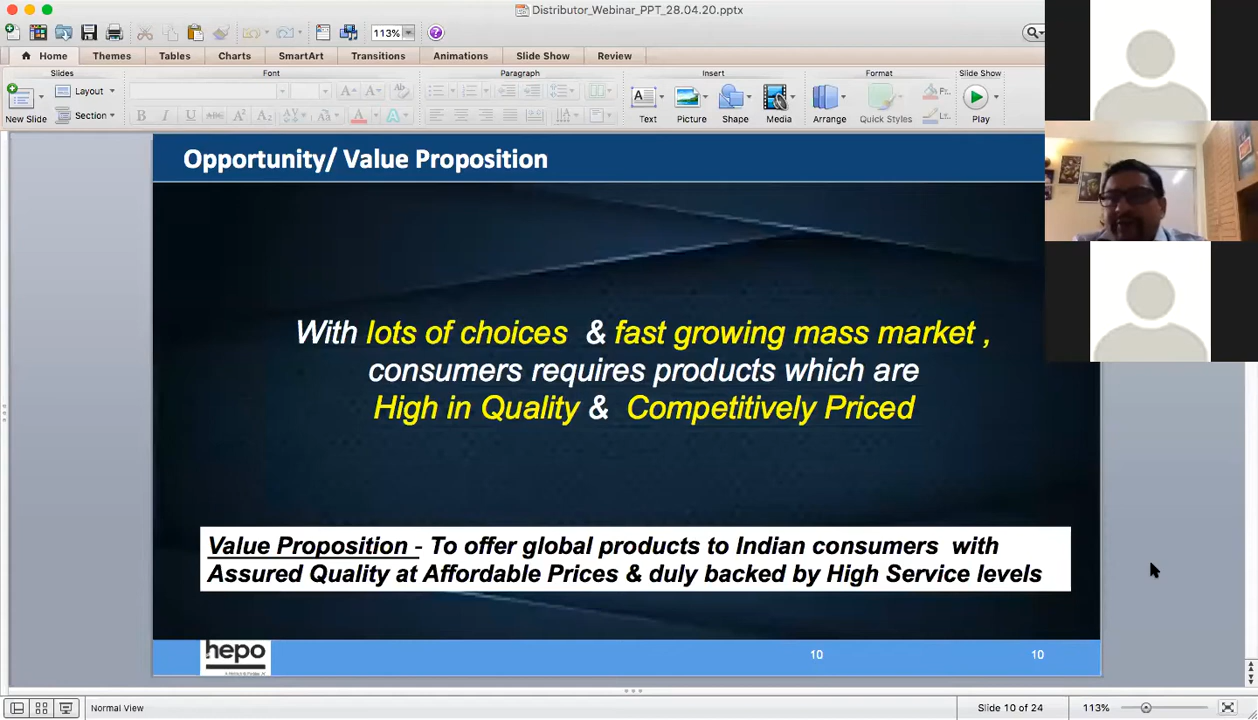 Distributor_Webinar_PPT_28.04.20.pptx
113%
Home Themes Tables Charts SmartArt Transitions Animations Slide Show Review
Slides Font Paragraph Insert Format Slide Show
Layout
Section
New Slide
B I U ABC
Text Picture Shape Media Arrange Quick Styles Play
Opportunity/ Value Proposition
With lots of choices & fast growing mass market ,
consumers requires products which are
High in Quality & Competitively Priced
Value Proposition - To offer global products to Indian consumers with
Assured Quality at Affordable Prices & duly backed by High Service levels
hepo
10 10
Normal View Slide 10 of 24 113%